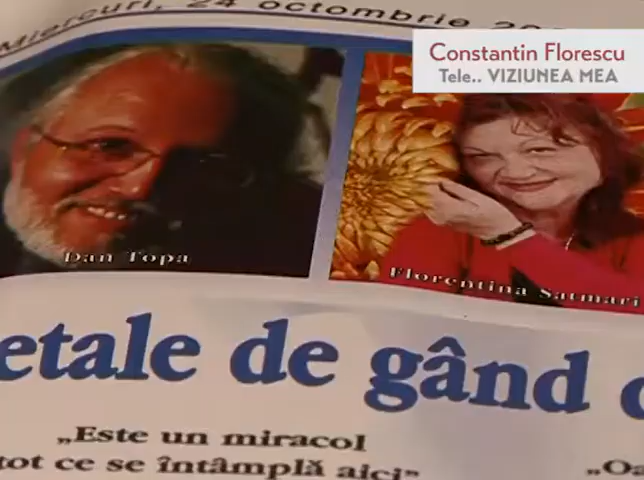 Miercuri, 24 octombrie
Constantin Florescu
Tele.. VIZIUNEA MEA
Dan Topa
Florentina Satmari
etale de gând
„Este un miracol
tot ce se întâmplă aici”